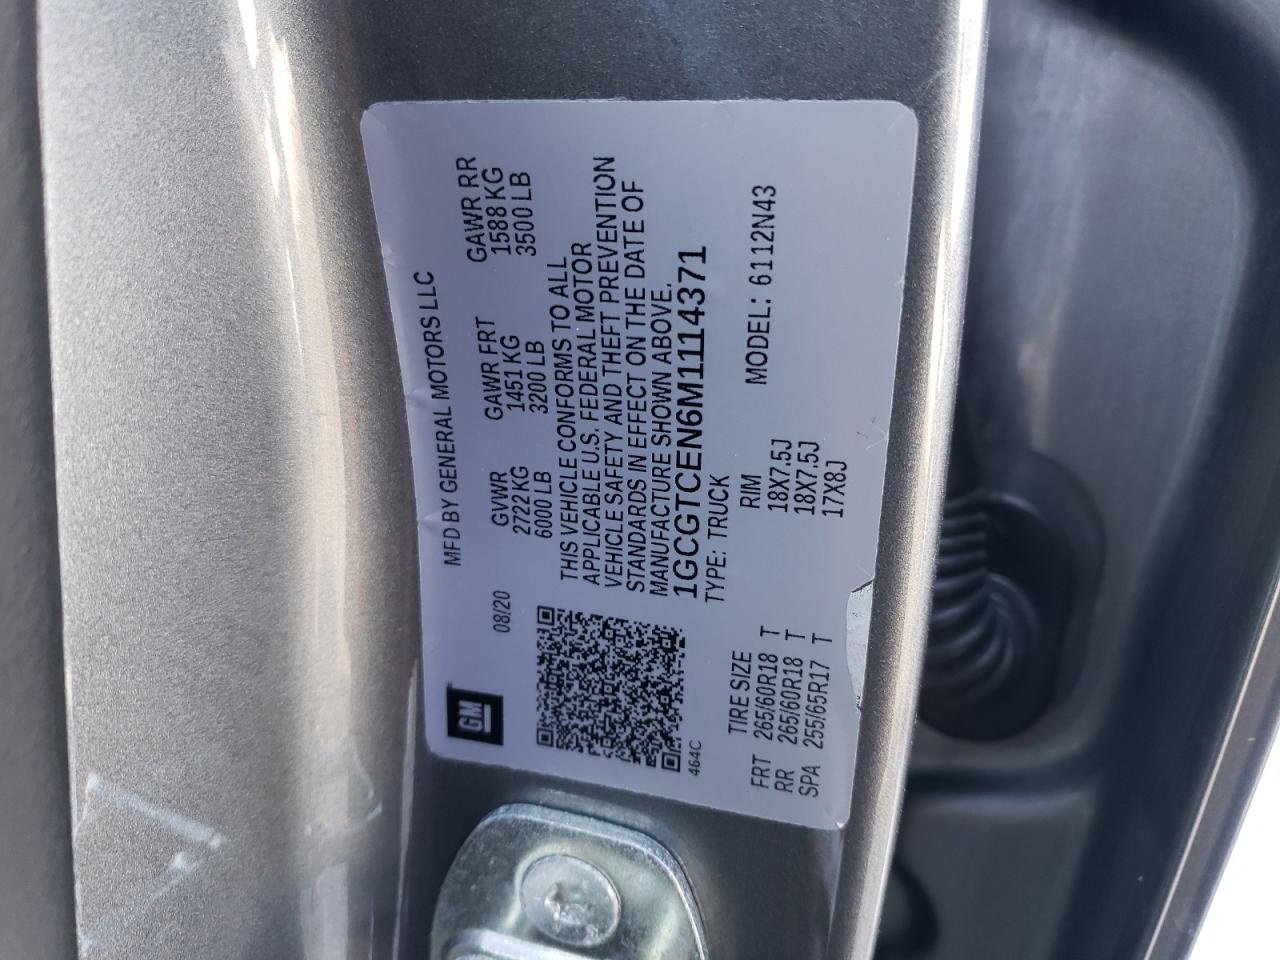 GM
MFD BY GENERAL MOTORS LLC
08/20 GVWR GAWR FRT GAWR RR
2722 KG 1451 KG 1588 KG
6000 LB 3200 LB 3500 LB
THIS VEHICLE CONFORMS TO ALL
APPLICABLE U.S. FEDERAL MOTOR
VEHICLE SAFETY AND THEFT PREVENTION
STANDARDS IN EFFECT ON THE DATE OF
MANUFACTURE SHOWN ABOVE.
1GCGTCEN6M1114371
464C TYPE: TRUCK
MODEL: 6112N43
TIRE SIZE RIM
FRT 265/60R18 T 18X7.5J
RR 265/60R18 T 18X7.5J
SPA 255/65R17 T 17X8J